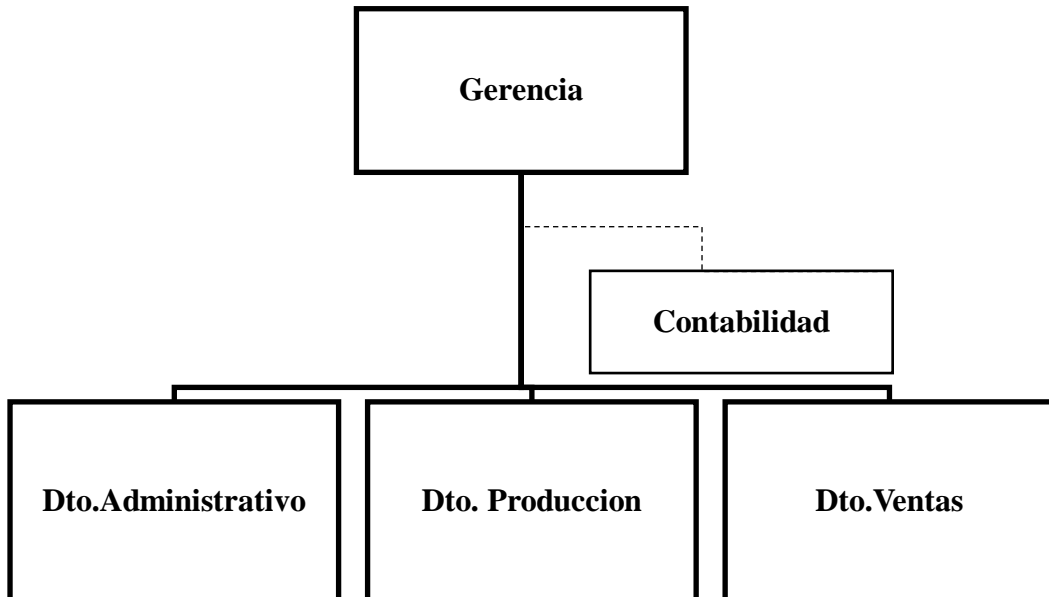 Gerencia
Contabilidad
Dto.Administrativo
Dto. Produccion
Dto.Ventas